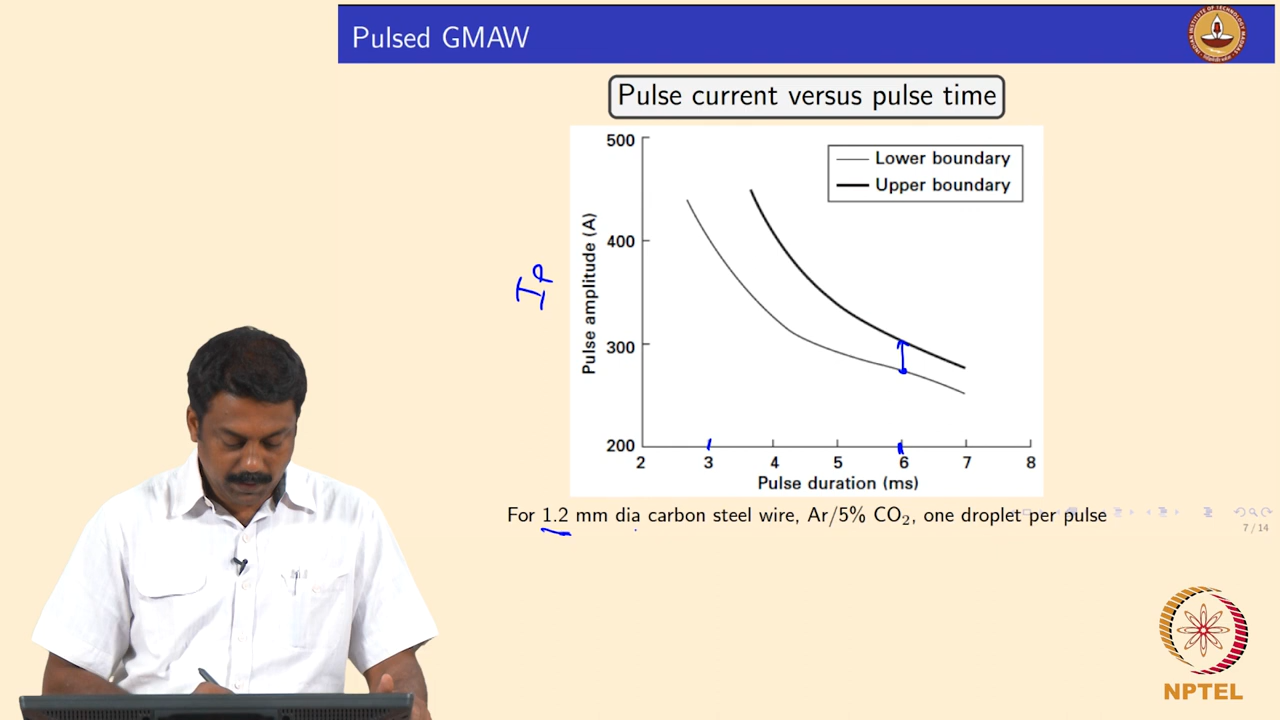 Pulsed GMAW
Pulse current versus pulse time
500
400
300
200
Pulse amplitude (A)
IP
Lower boundary
Upper boundary
2 3 4 5 6 7 8
Pulse duration (ms)
For 1.2 mm dia carbon steel wire, Ar/5% CO₂, one droplet per pulse
7 / 14
NPTEL